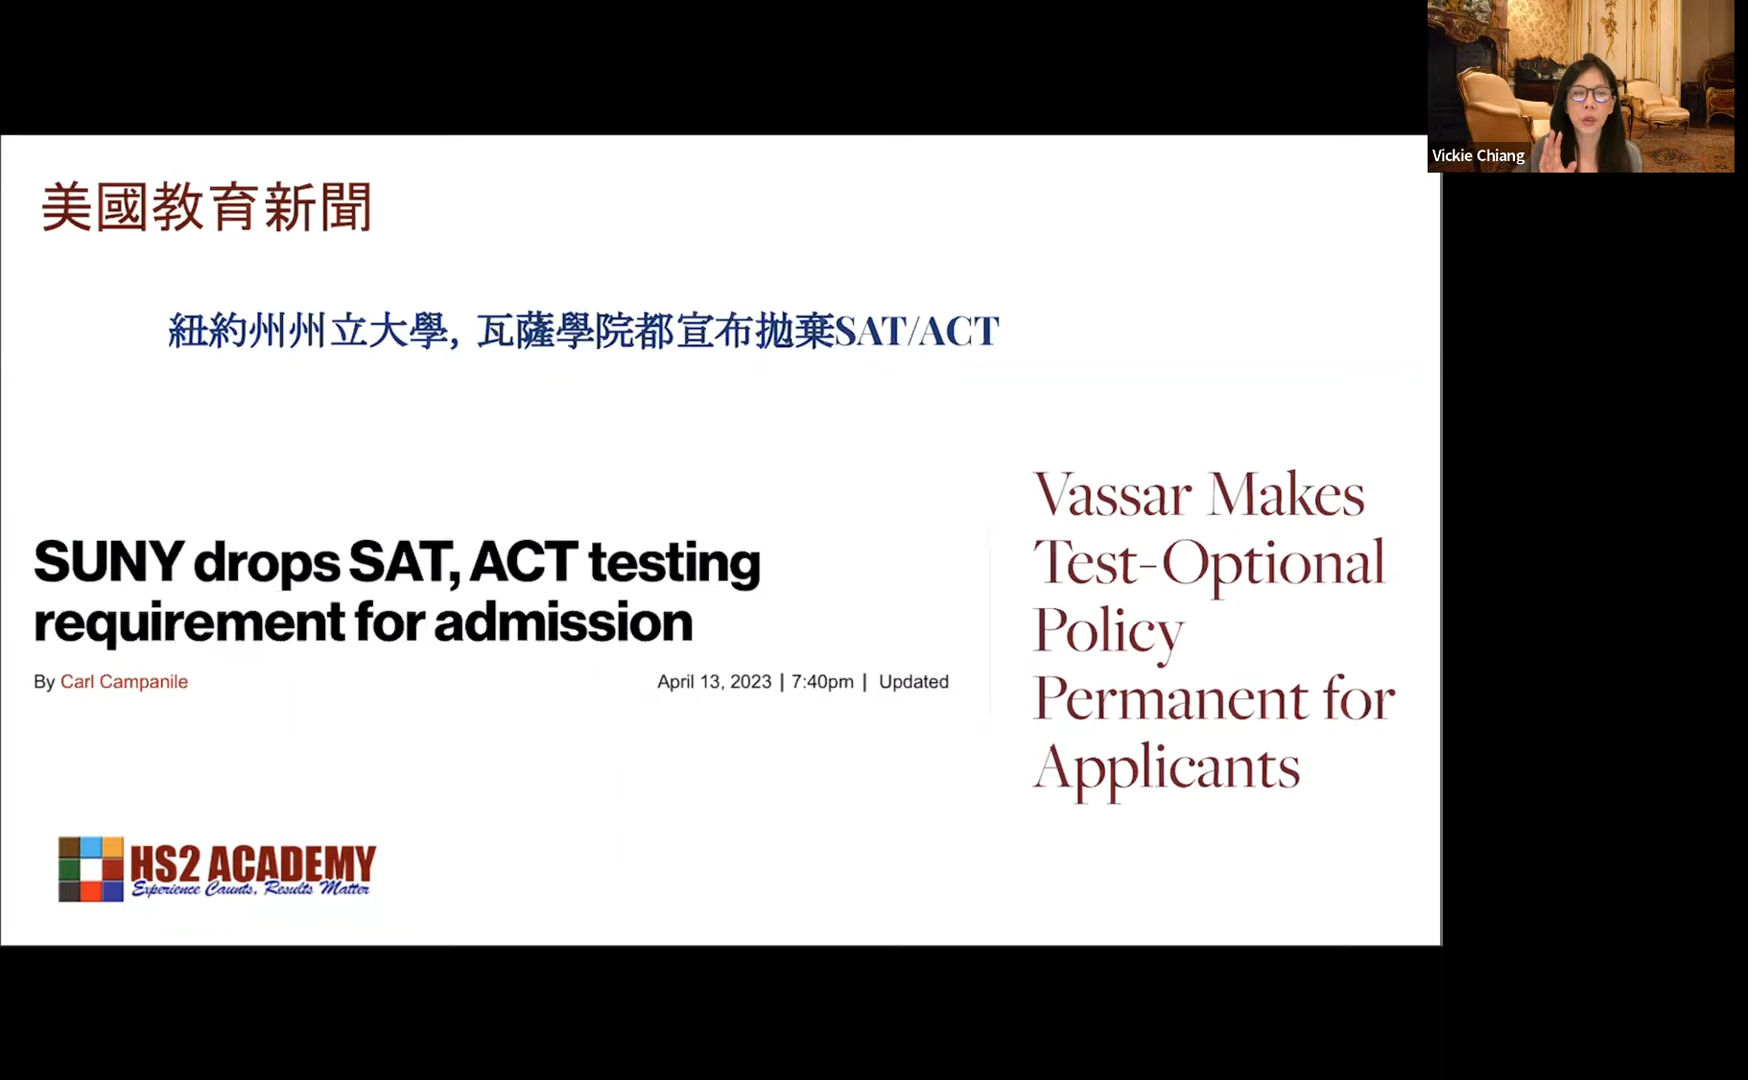 美國教育新聞
紐約州州立大學, 瓦薩學院都宣布拋棄SAT/ACT
SUNY drops SAT, ACT testing
requirement for admission
By Carl Campanile
April 13, 2023 | 7:40pm | Updated
Vassar Makes
Test-Optional
Policy
Permanent for
Applicants
HS2 ACADEMY
Experience Counts, Results Matter
Vickie Chiang